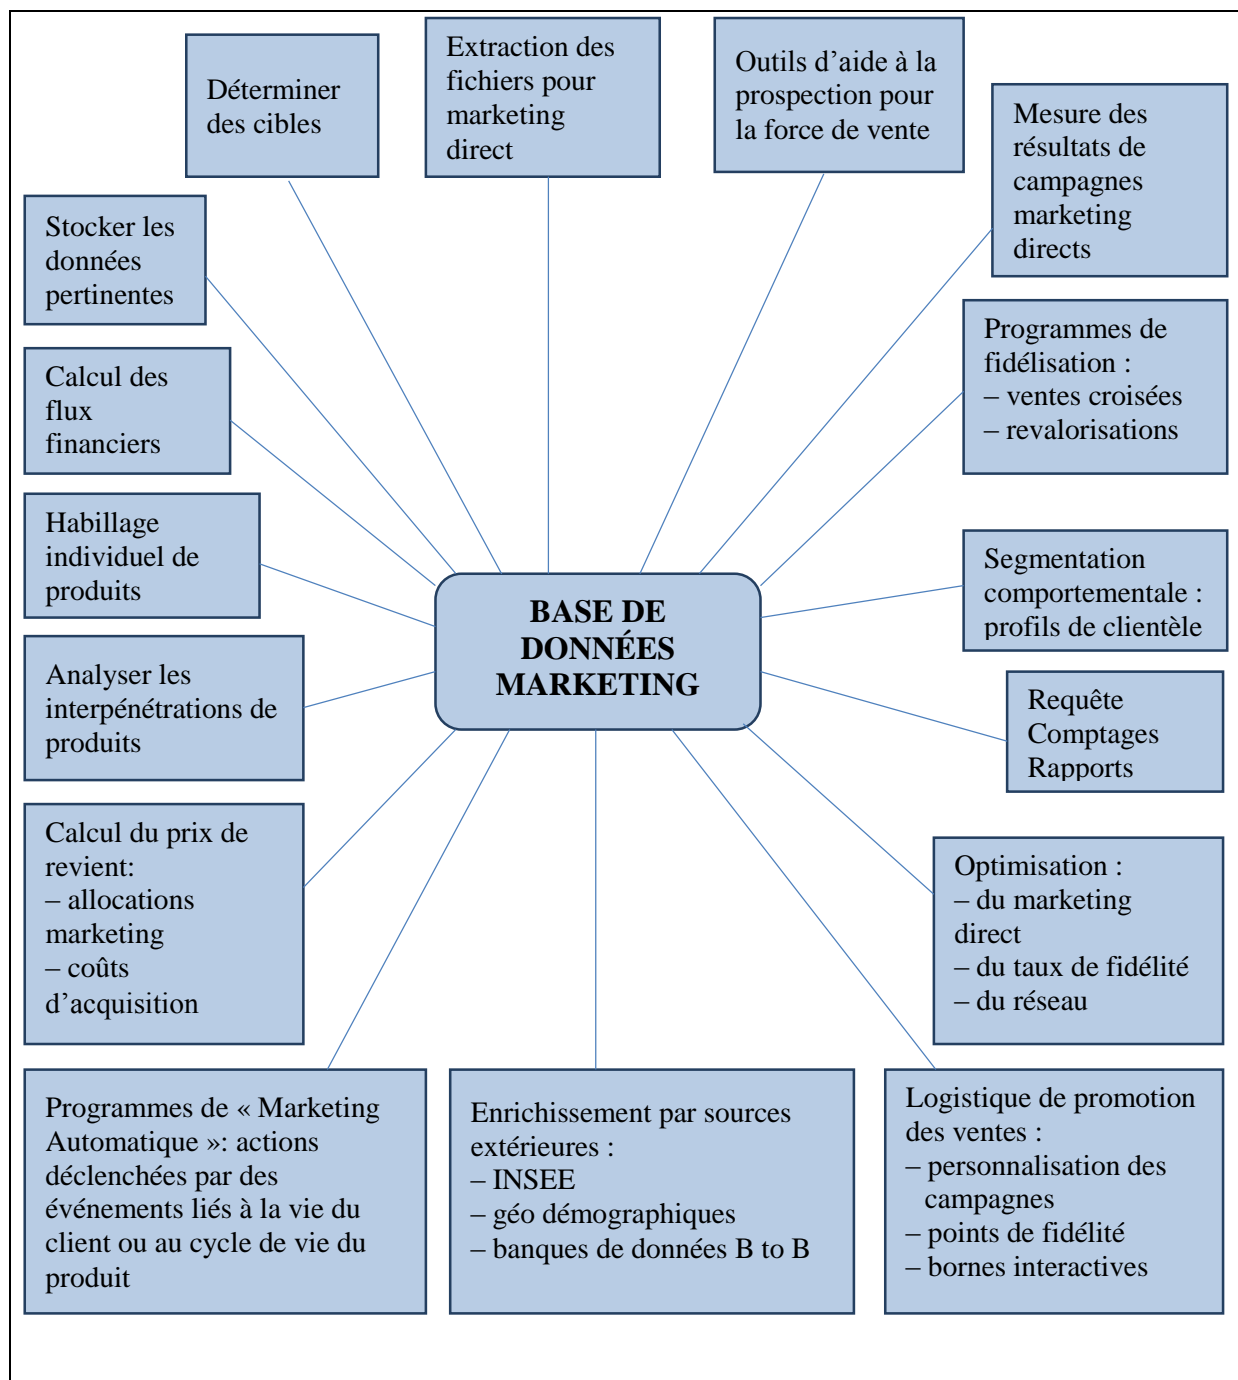 Déterminer
des cibles
Extraction des
fichiers pour
marketing
direct
Outils d’aide à la
prospection pour
la force de vente
Mesure des
résultats de
campagnes
marketing
directs
Stocker les
données
pertinentes
Programmes de
fidélisation :
– ventes croisées
– revalorisations
Calcul des
flux
financiers
Habillage
individuel de
produits
Segmentation
comportementale :
profils de clientèle
BASE DE
DONNÉES
MARKETING
Analyser les
interpénétrations de
produits
Requête
Comptages
Rapports
Calcul du prix de
revient:
– allocations
marketing
– coûts
d’acquisition
Optimisation :
– du marketing
direct
– du taux de fidélité
– du réseau
Programmes de « Marketing
Automatique »: actions
déclenchées par des
événements liés à la vie du
client ou au cycle de vie du
produit
Enrichissement par sources
extérieures :
– INSEE
– géo démographiques
– banques de données B to B
Logistique de promotion
des ventes :
– personnalisation des
campagnes
– points de fidélité
– bornes interactives